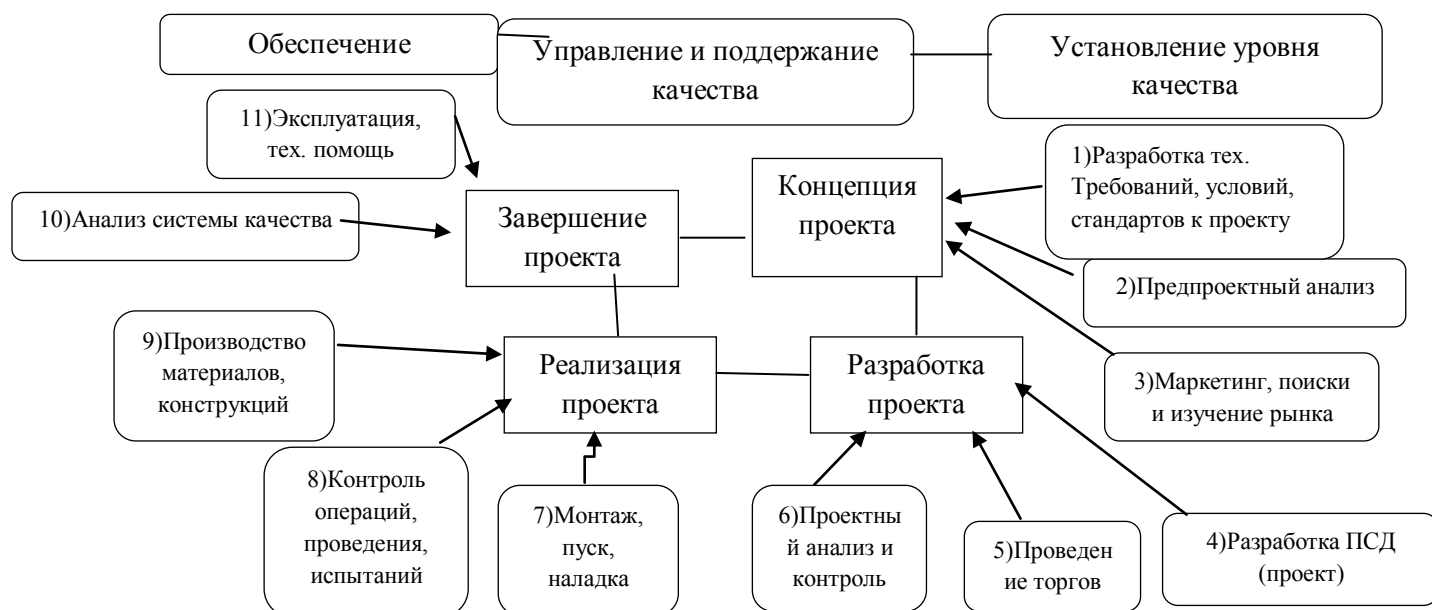 Обеспечение
Управление и поддержание
качества
Установление уровня
качества
11)Эксплуатация,
тех. помощь
1)Разработка тех.
Требований, условий,
стандартов к проекту
Концепция
проекта
10)Анализ системы качества
Завершение
проекта
2)Предпроектный анализ
9)Производство
материалов,
конструкций
Реализация
проекта
Разработка
проекта
3)Маркетинг, поиски
и изучение рынка
8)Контроль
операций,
проведения,
испытаний
7)Монтаж,
пуск,
наладка
6)Проектны
й анализ и
контроль
5)Проведен
ие торгов
4)Разработка ПСД
(проект)